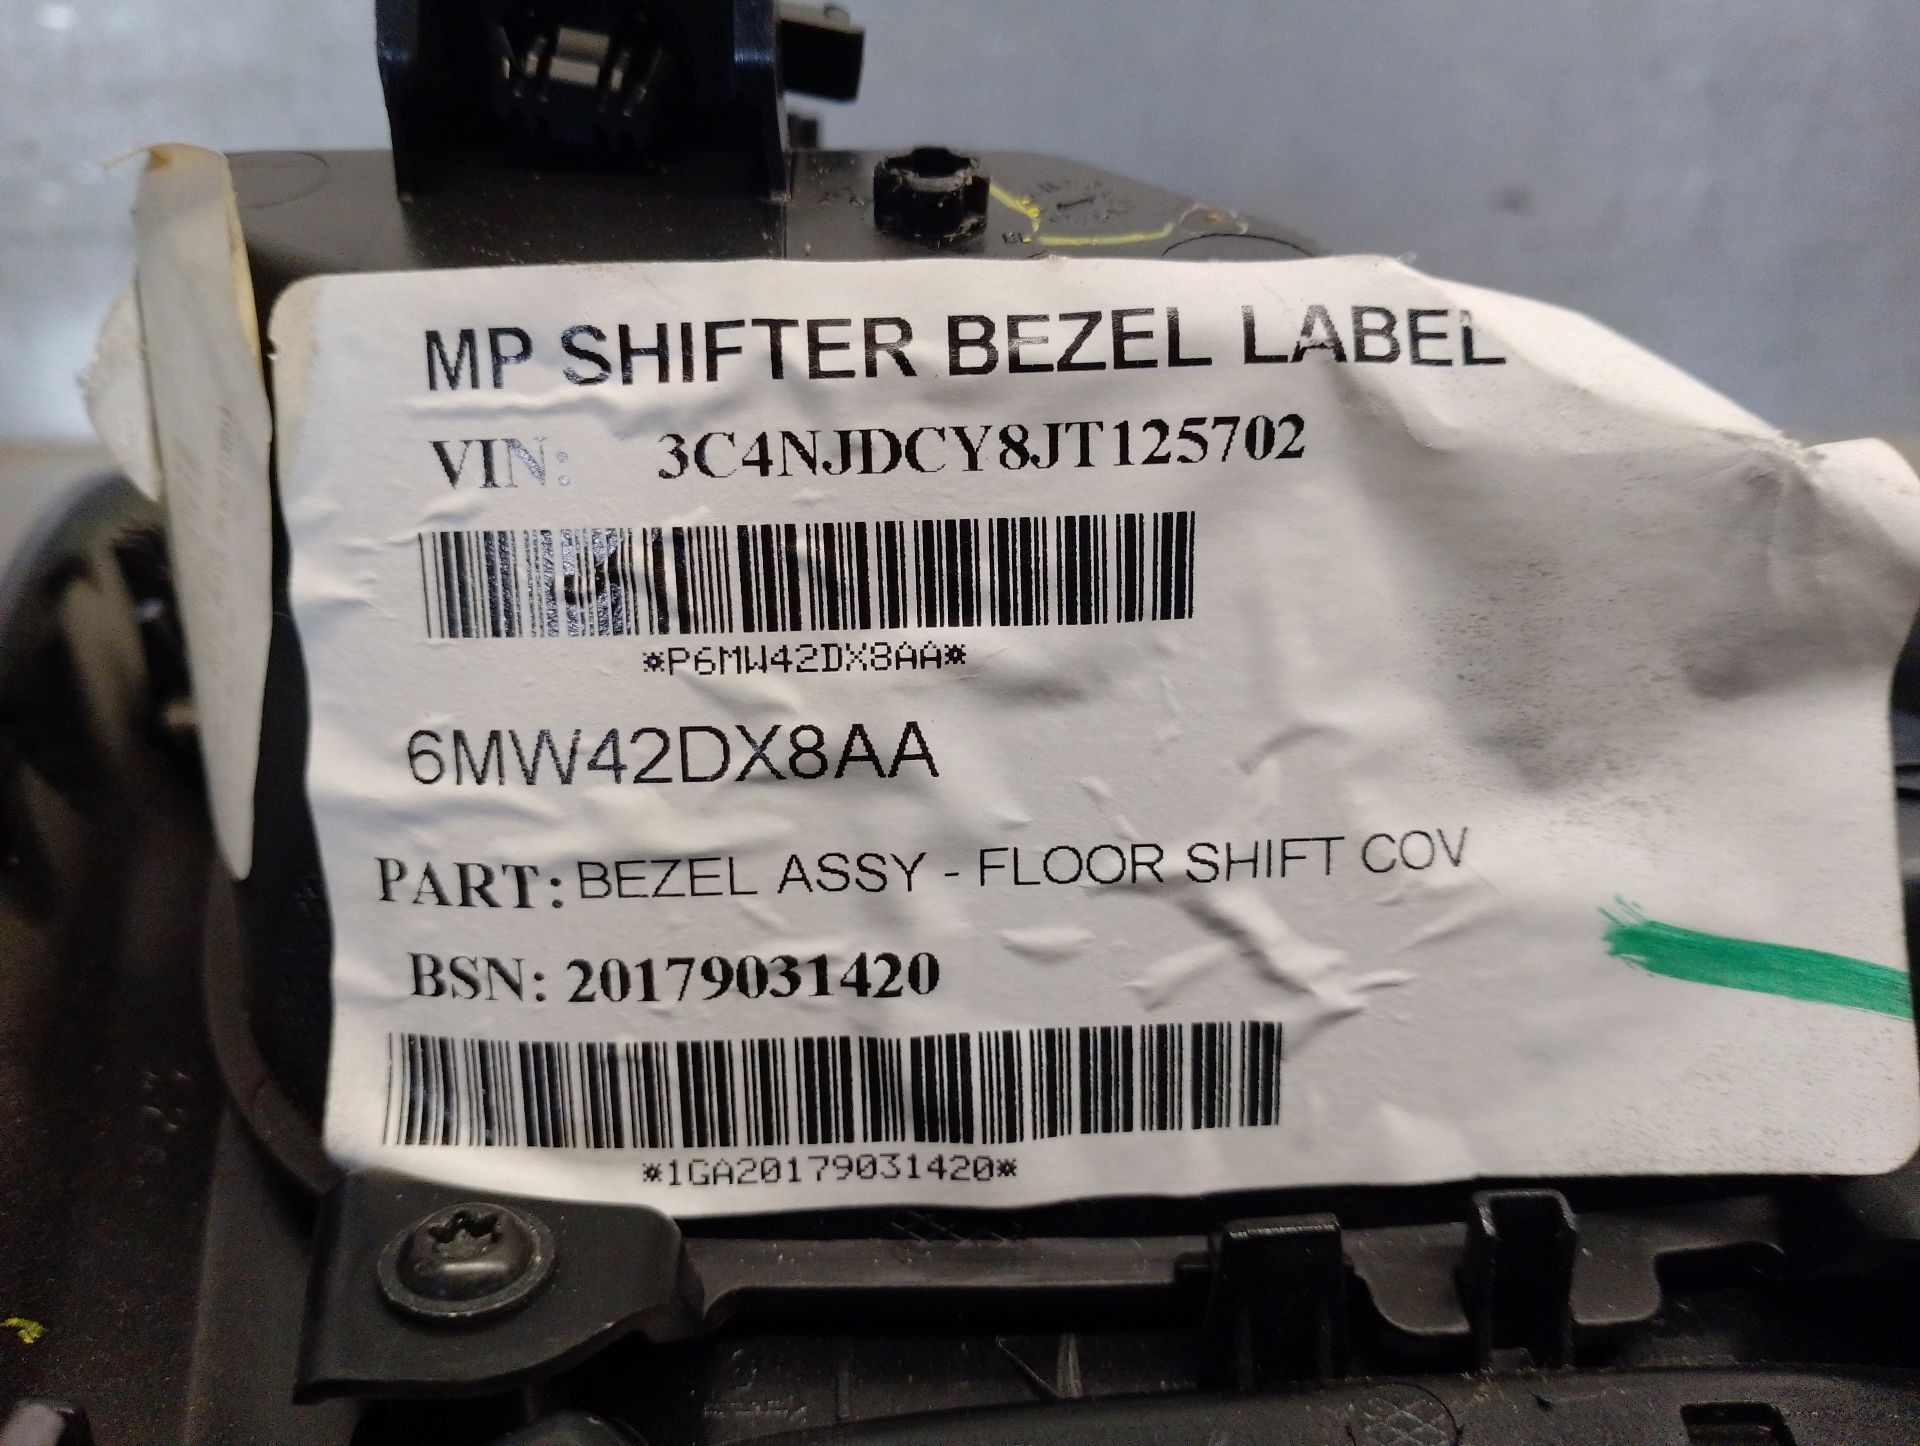 MP SHIFTER BEZEL LABEL
VIN: 3C4NJDCY8JT125702
*P6MW42DX8AA*
6MW42DX8AA
PART: BEZEL ASSY - FLOOR SHIFT COV
BSN: 20179031420
*1GA20179031420*